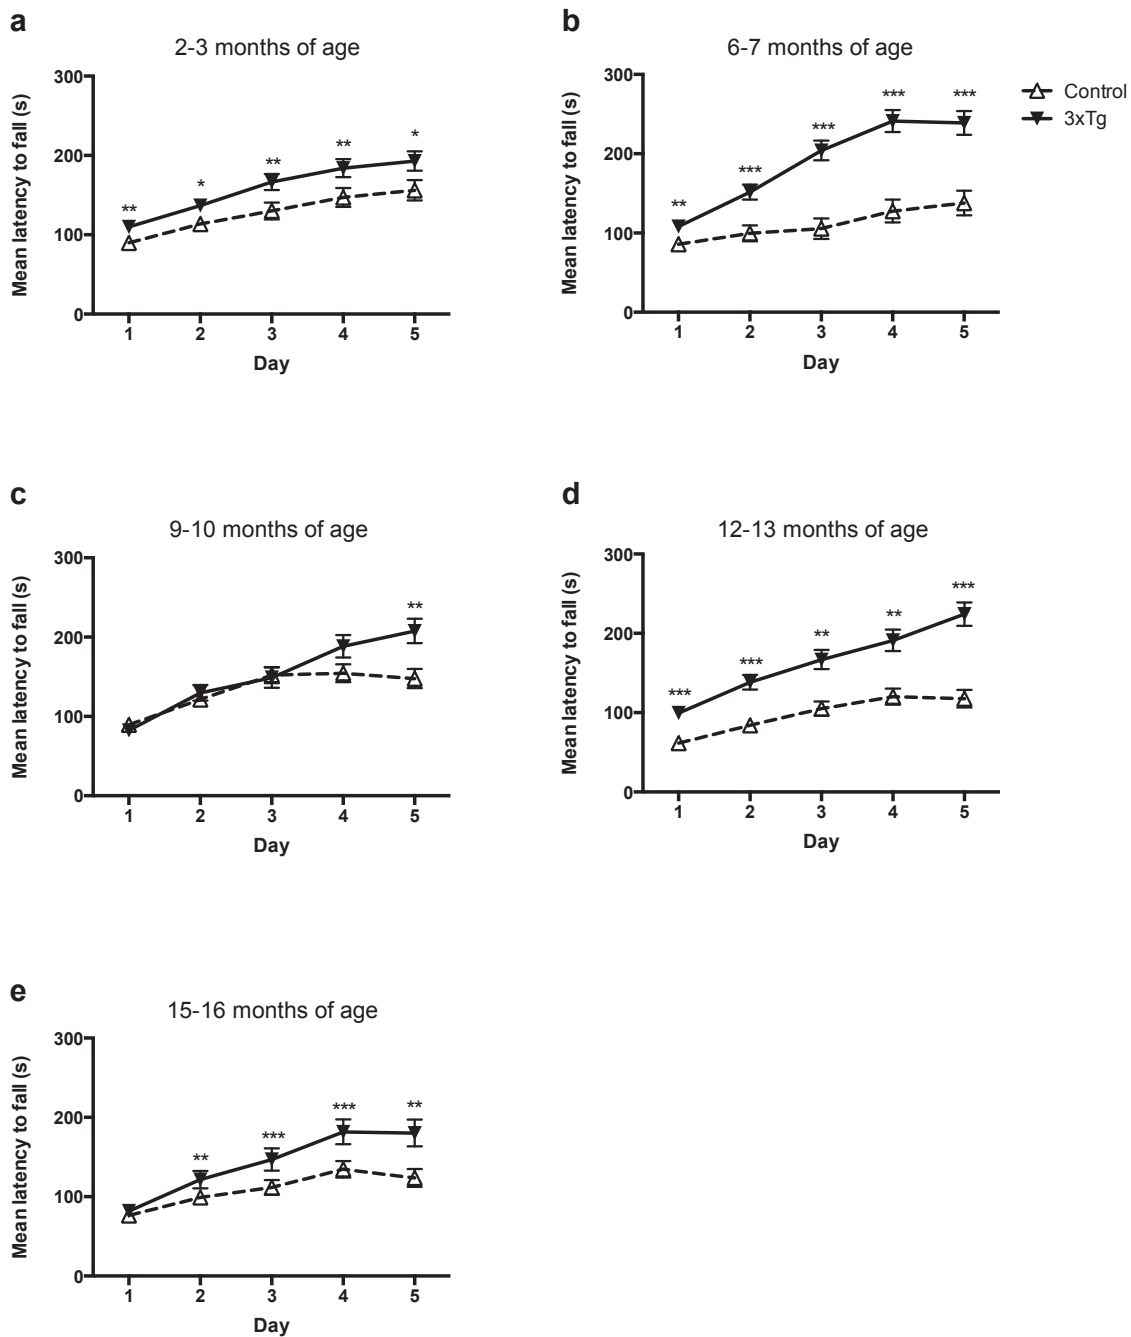 a
2-3 months of age
300
200
100
0
Mean latency to fall (s)
** * ** ** *
1 2 3 4 5
Day
b
6-7 months of age
300
200
100
0
Mean latency to fall (s)
** *** *** *** ***
1 2 3 4 5
Day
Control
3xTg
c
9-10 months of age
300
200
100
0
Mean latency to fall (s)
**
1 2 3 4 5
Day
d
12-13 months of age
300
200
100
0
Mean latency to fall (s)
*** *** ** ** ***
1 2 3 4 5
Day
e
15-16 months of age
300
200
100
0
Mean latency to fall (s)
** *** *** **
1 2 3 4 5
Day